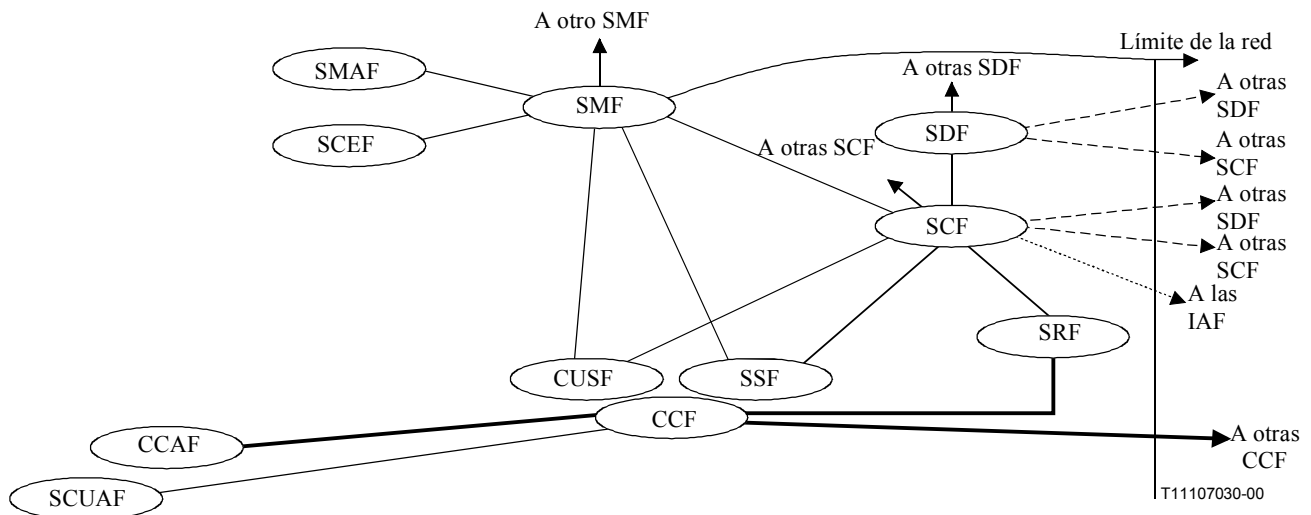 A otro SMF
Límite de la red
SMAF
A otras SDF
SMF
A otras
SDF
SDF
SCEF
A otras SCF
A otras
SCF
A otras
SDF
SCF
A otras
SCF
A las
IAF
SRF
CUSF
SSF
CCF
CCAF
A otras
CCF
SCUAF
T11107030-00